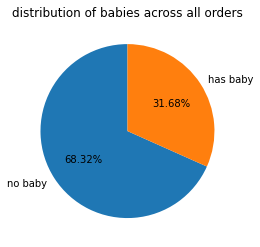 distribution of babies across all orders
has baby
31.68%
68.32%
no baby